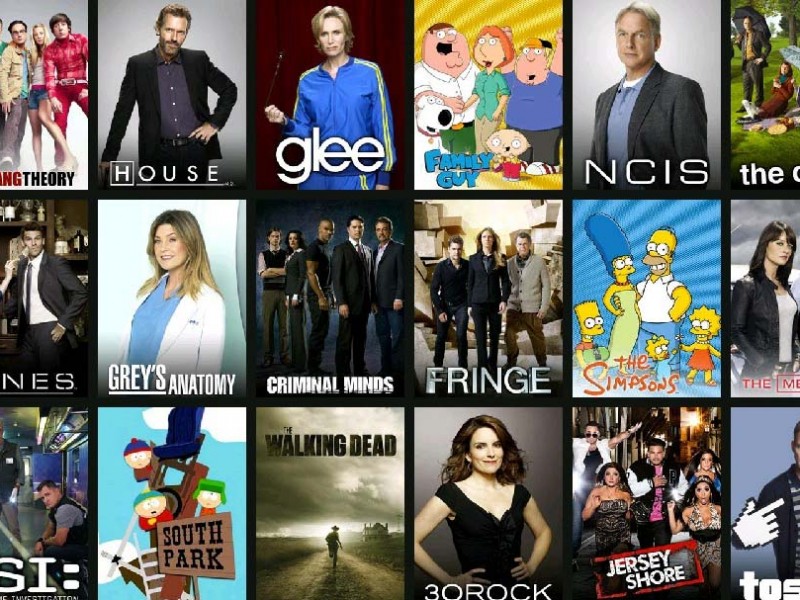 ANGTHEORY
HOUSE
glee
FAMILY
GUY
NCIS
the o
NES
GREY'S ANATOMY
CRIMINAL MINDS
FRINGE
the
SIMPSONS
THE ME
SI:
SOUTH
PARK
THE
WALKING DEAD
30ROCK
JERSEY
SHORE
tos